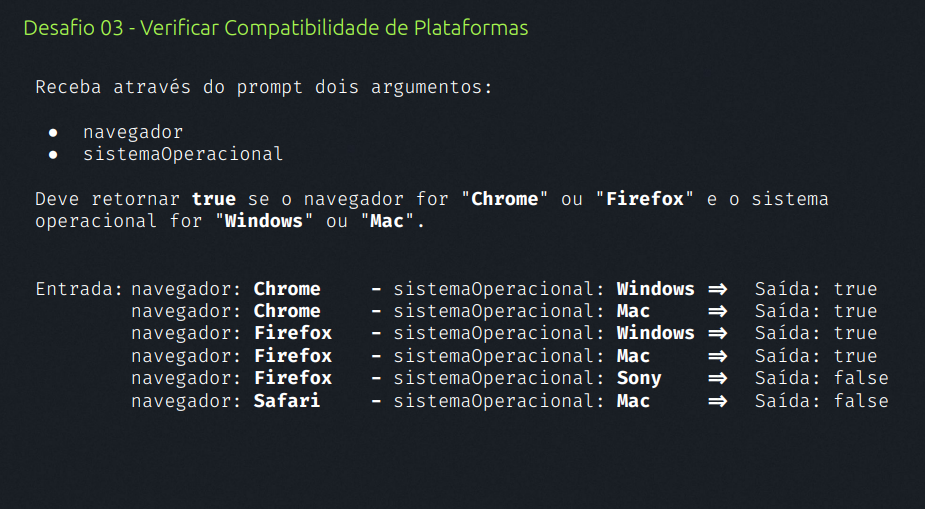 Desafio 03 - Verificar Compatibilidade de Plataformas
Receba através do prompt dois argumentos:
● navegador
● sistemaOperacional
Deve retornar true se o navegador for "Chrome" ou "Firefox" e o sistema
operacional for "Windows" ou "Mac".
Entrada: navegador: Chrome - sistemaOperacional: Windows => Saída: true
navegador: Chrome - sistemaOperacional: Mac => Saída: true
navegador: Firefox - sistemaOperacional: Windows => Saída: true
navegador: Firefox - sistemaOperacional: Mac => Saída: true
navegador: Firefox - sistemaOperacional: Sony => Saída: false
navegador: Safari - sistemaOperacional: Mac => Saída: false